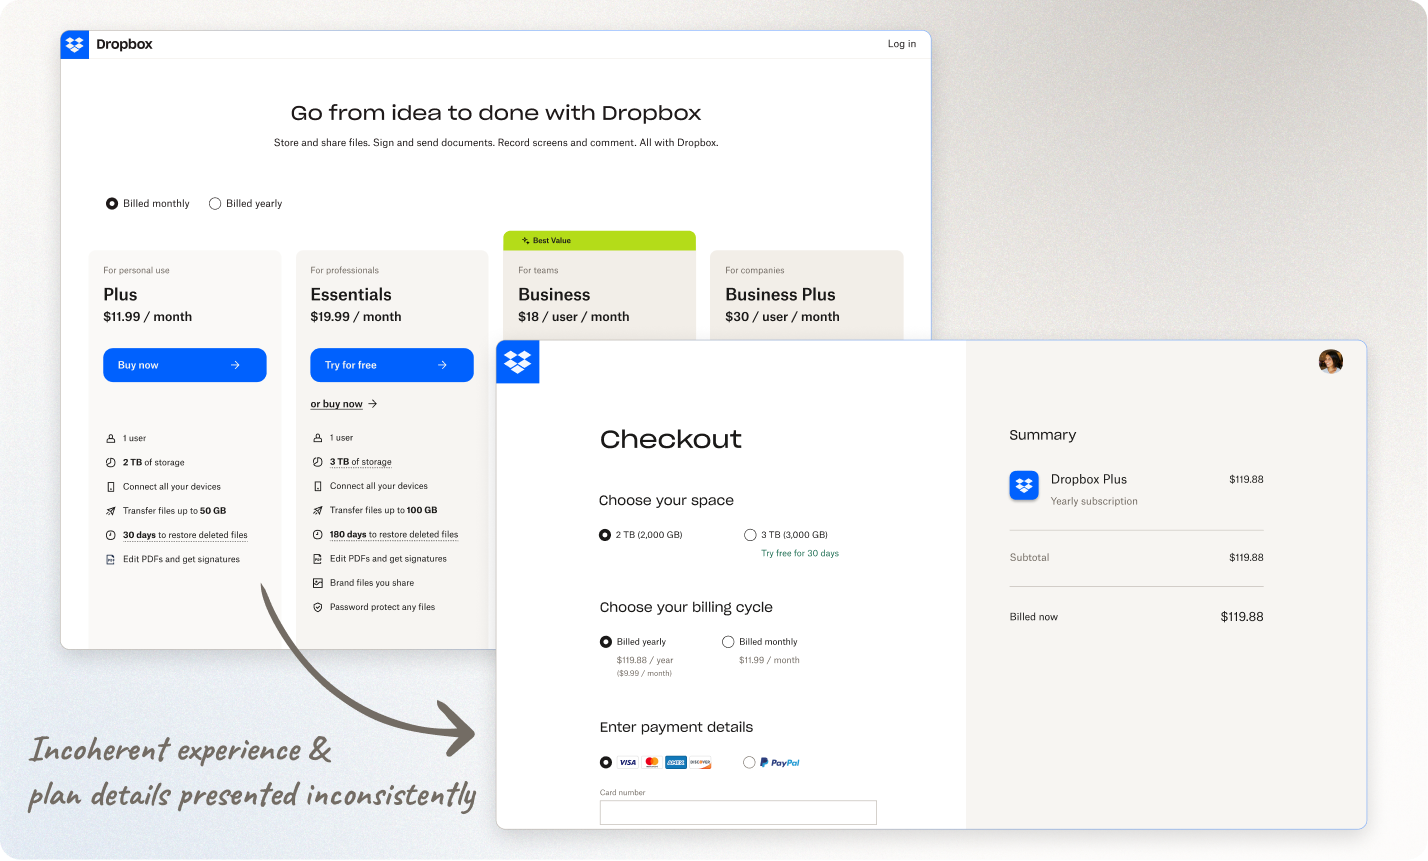 Dropbox
Log in
Go from idea to done with Dropbox
Store and share files. Sign and send documents. Record screens and comment. All with Dropbox.
Billed monthly
Billed yearly
For personal use
Plus
$11.99 / month
Buy now
1 user
2 TB of storage
Connect all your devices
Transfer files up to 50 GB
30 days to restore deleted files
Edit PDFs and get signatures
For professionals
Essentials
$19.99 / month
Try for free
or buy now
1 user
3 TB of storage
Connect all your devices
Transfer files up to 100 GB
180 days to restore deleted files
Edit PDFs and get signatures
Brand files you share
Password protect any files
Best Value
For teams
Business
$18 / user / month
For companies
Business Plus
$30 / user / month
Incoherent experience &
plan details presented inconsistently
Checkout
Choose your space
2 TB (2,000 GB)
3 TB (3,000 GB)
Try free for 30 days
Choose your billing cycle
Billed yearly
$119.88 / year
($9.99 / month)
Billed monthly
$11.99 / month
Enter payment details
VISA
AMEX
DISCOVER
PayPal
Card number
Summary
Dropbox Plus
$119.88
Yearly subscription
Subtotal
$119.88
Billed now
$119.88